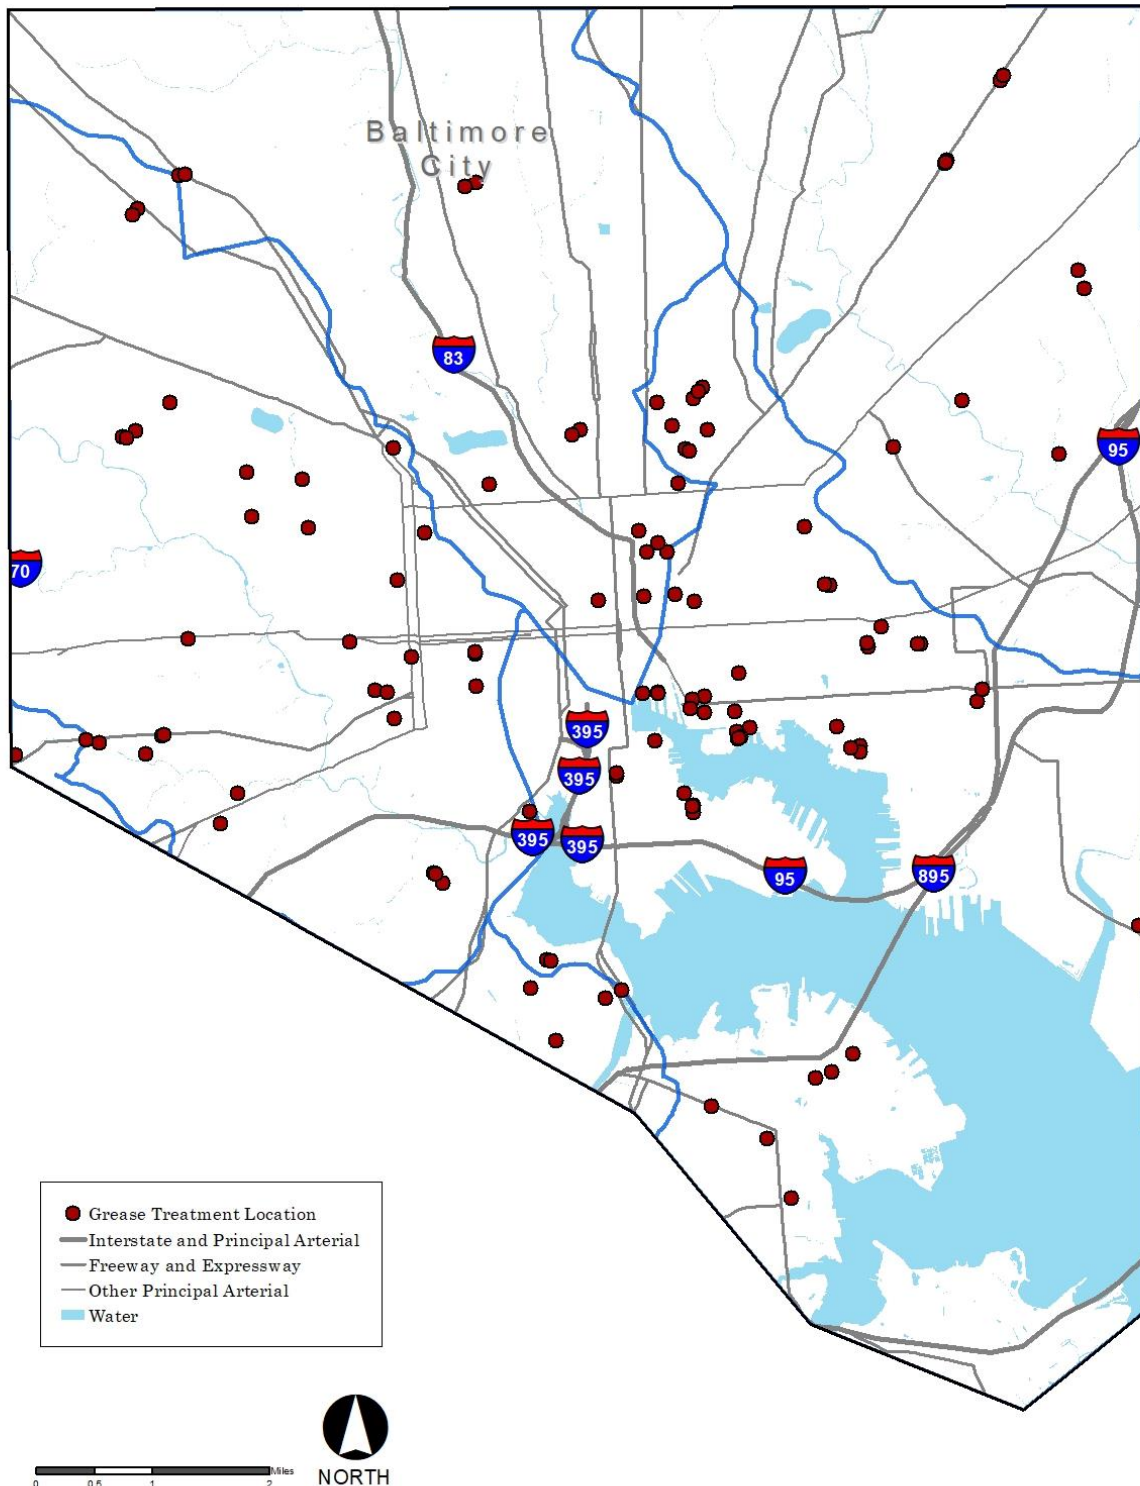 Baltimore
City
83
95
70
395
395
395
395
95
895
Grease Treatment Location
Interstate and Principal Arterial
Freeway and Expressway
Other Principal Arterial
Water
Miles
0 0.5 1 2
NORTH